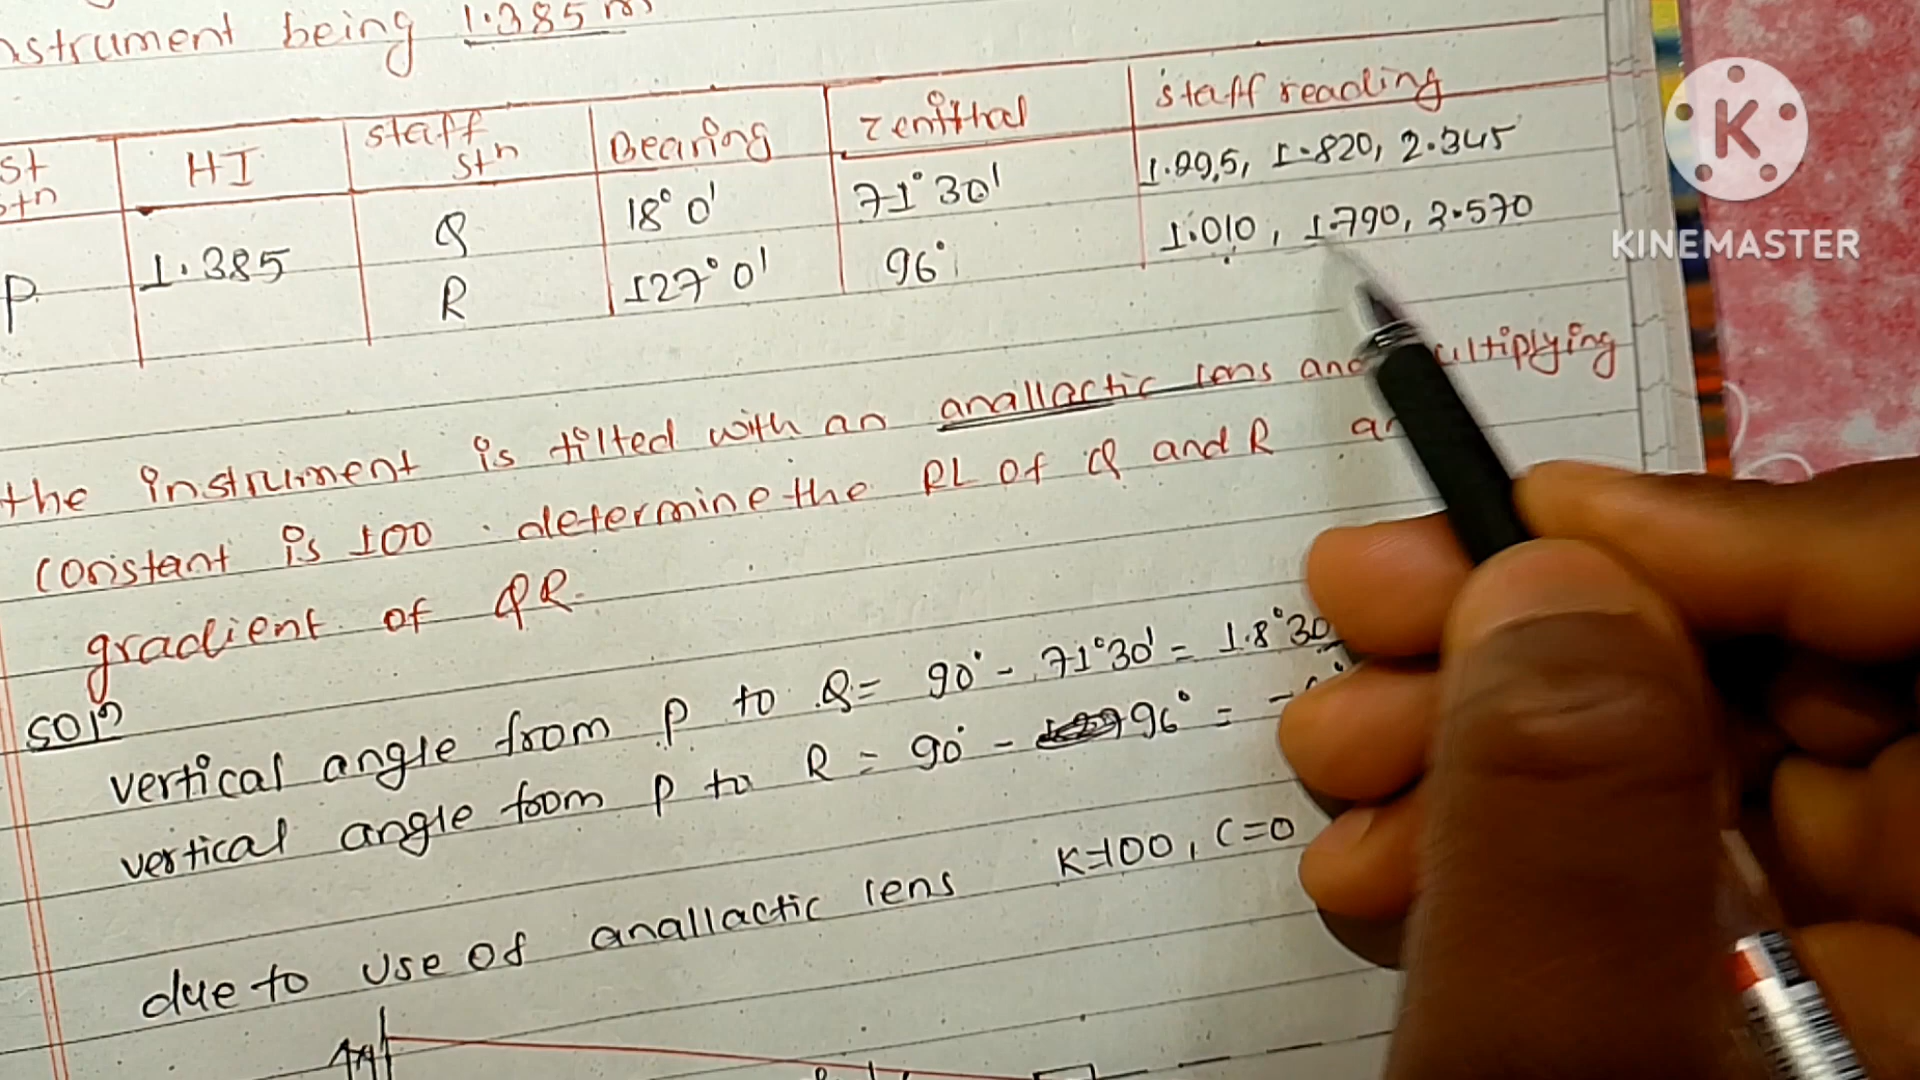 nstrument being 1.385 m
st stn HI staff stn Bearing zenithal staff reading
P 1.385 Q 18° 0' 71° 30' 1.295, 1.820, 2.345
R 127° 0' 96° 1.010, 1.790, 2.570
the instrument is tilted with an anallactic lens and ultiplying
constant is 100. determine the RL of Q and R
gradient of QR.
Solⁿ
vertical angle from P to Q = 90° - 71°30' = 18°30
vertical angle from P to R = 90° - 96° = -
due to use of anallactic lens K=100, C=0
K
KINEMASTER